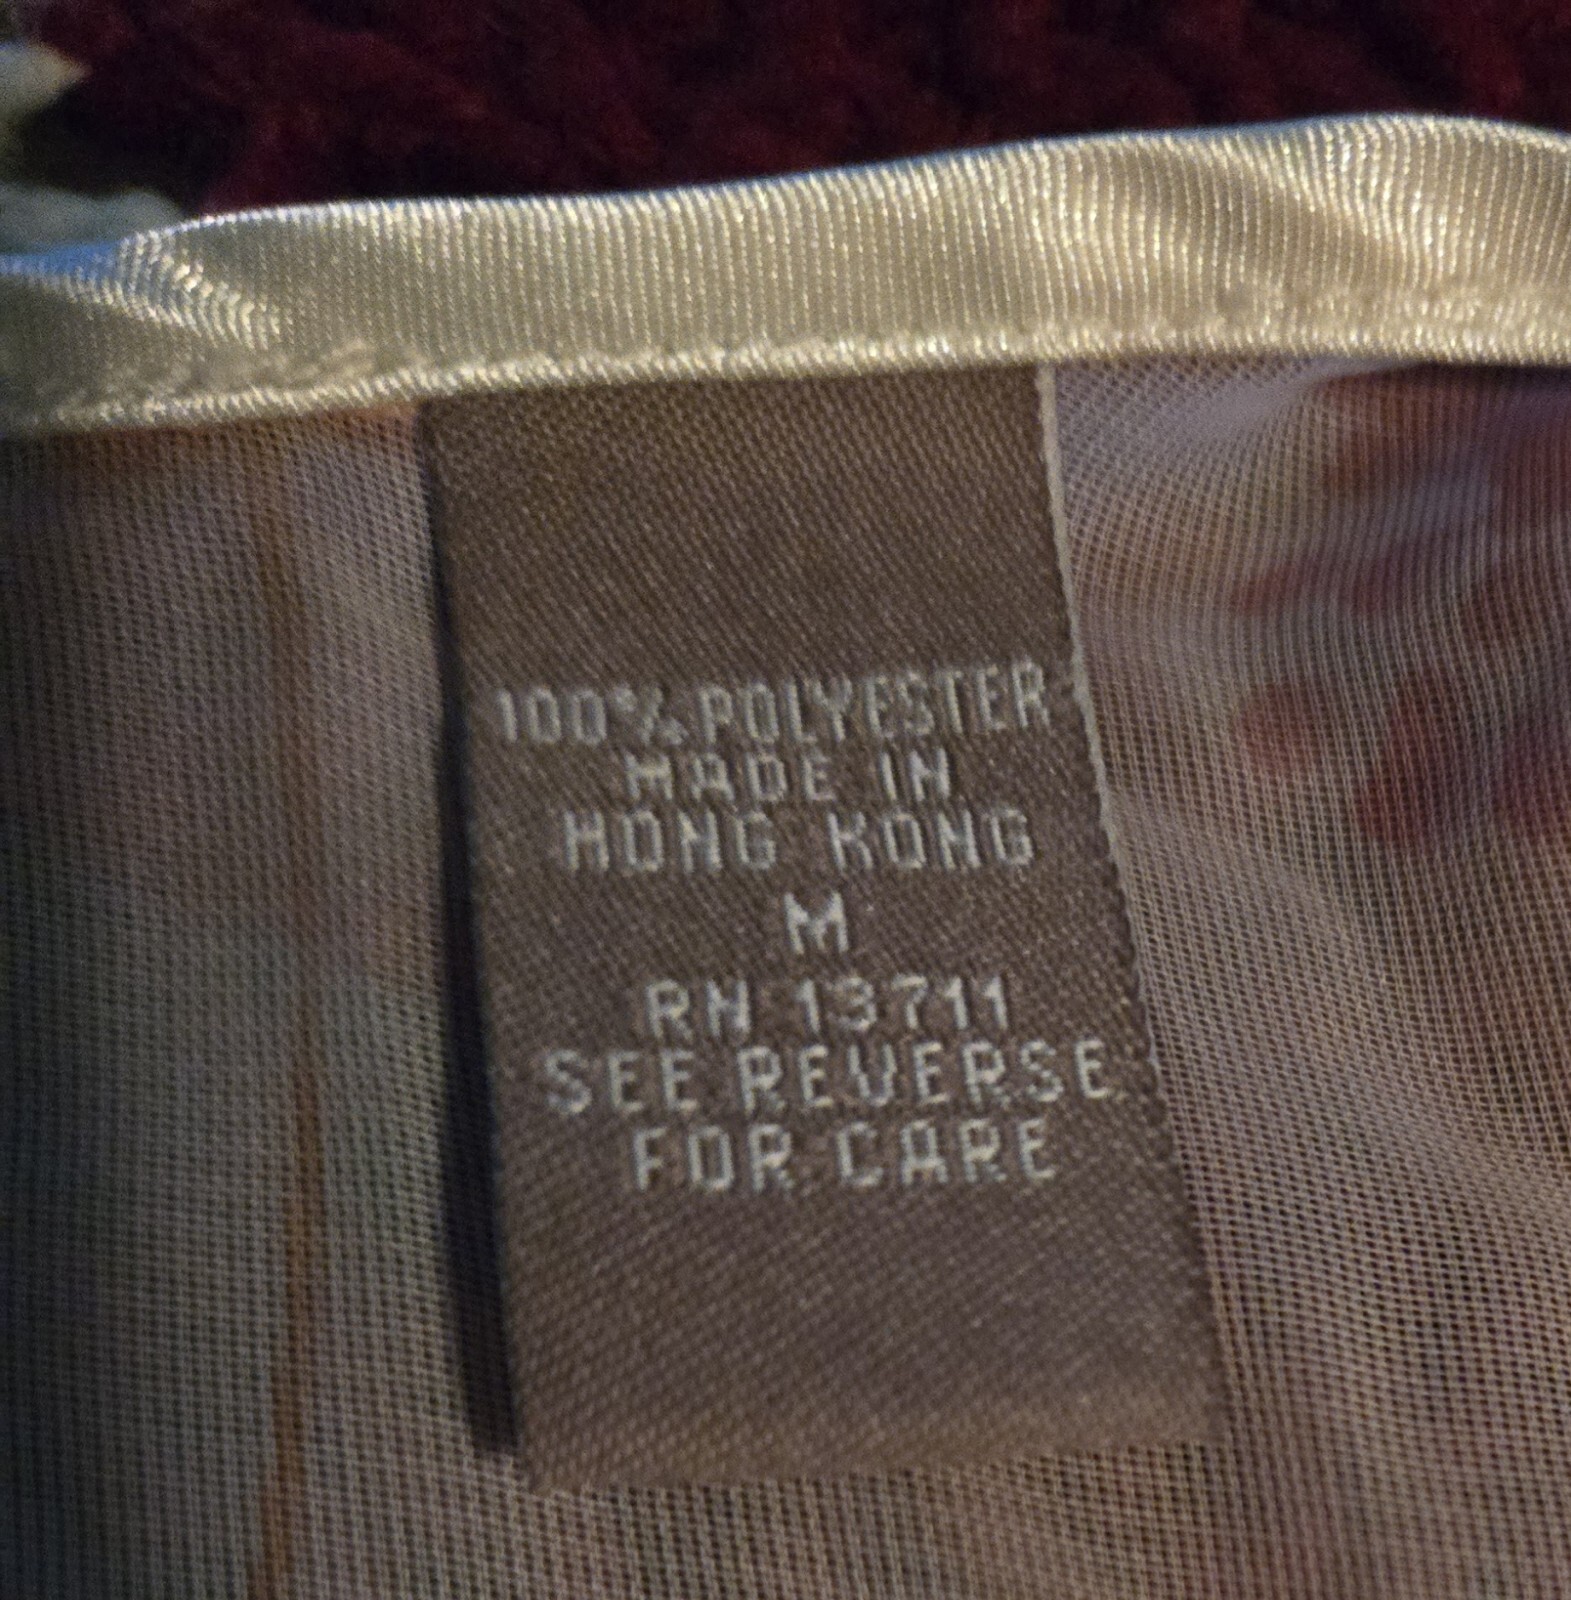 100% POLYESTER
MADE IN
HONG KONG
M
RN 13711
SEE REVERSE
FOR CARE